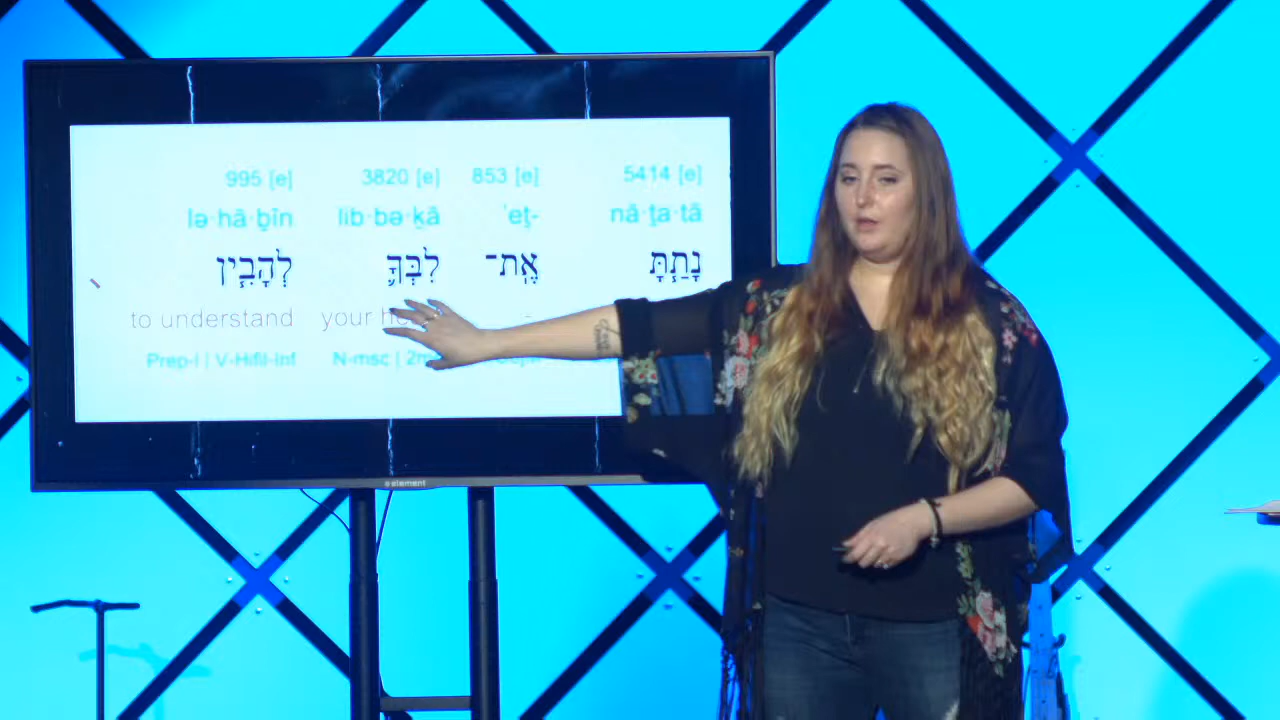 995 [e] 3820 [e] 853 [e] 5414 [e]
lə·hā·ḇîn lib·bə·ḵā ’eṯ- nā·ṯa·tā
נָתַ֣תָּ אֶֽת־ לִבְּךָ֡ לְהָבִ֣ין
to understand your
Prep-l | V-Hifil-Inf N-msc |
element